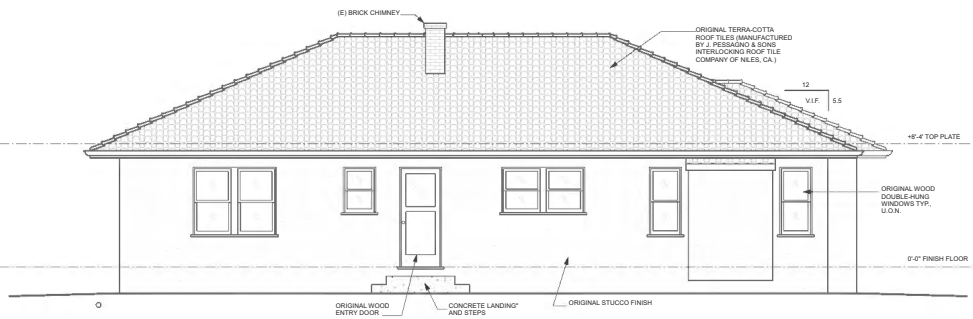 (E) BRICK CHIMNEY
ORIGINAL TERRA-COTTA
ROOF TILES (MANUFACTURED
BY J. PESSAGNO & SONS
INTERLOCKING ROOF TILE
COMPANY OF NILES, CA.)
12
V.I.F.
5.5
+8'-4' TOP PLATE
ORIGINAL WOOD
DOUBLE-HUNG
WINDOWS TYP.,
U.O.N.
0'-0" FINISH FLOOR
ORIGINAL WOOD
ENTRY DOOR
CONCRETE LANDING"
AND STEPS
ORIGINAL STUCCO FINISH